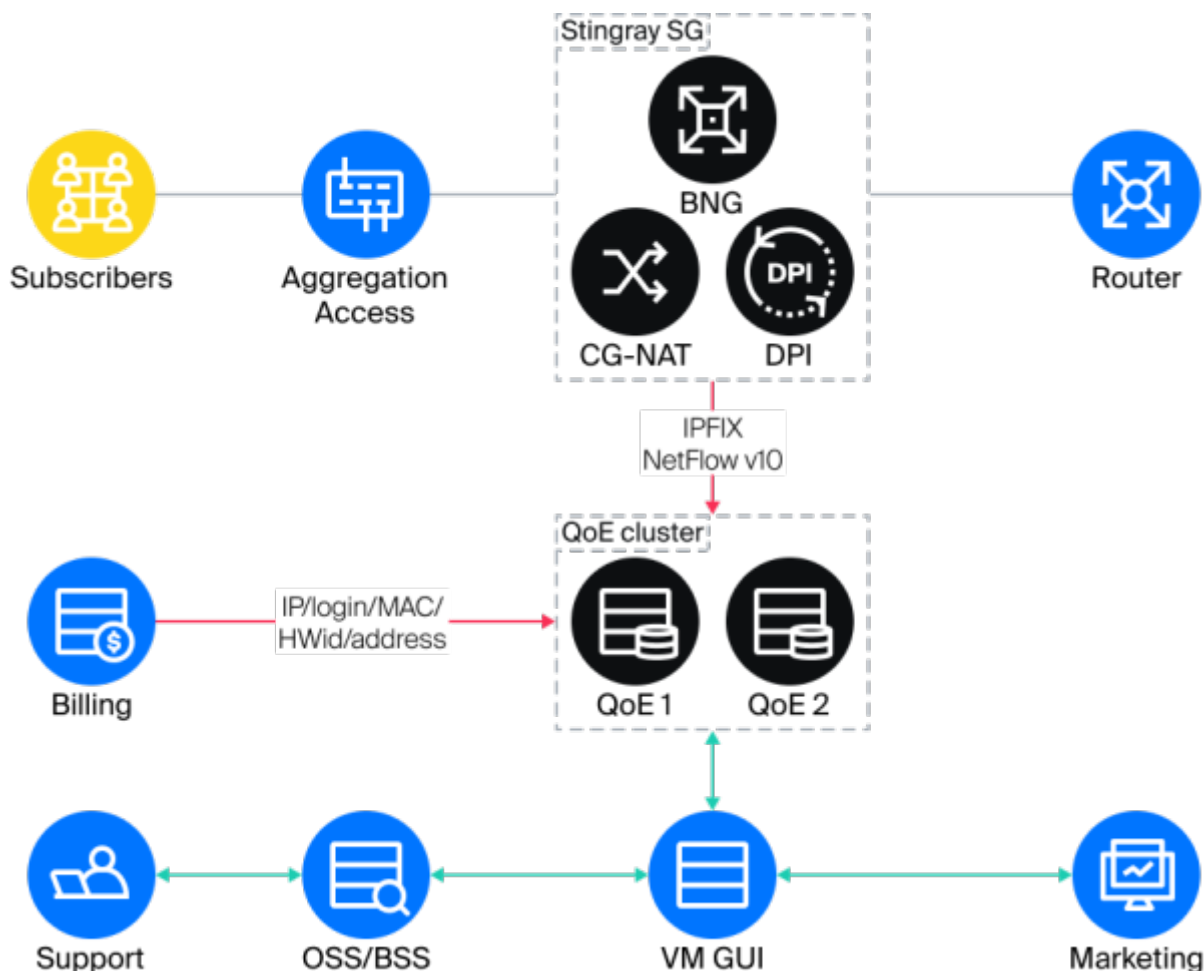 Stingray SG
BNG
Subscribers
Aggregation
Access
CG-NAT
DPI
DPI
Router
IPFIX
NetFlow v10
QoE cluster
$
IP/login/MAC/
HWid/address
Billing
QoE 1
QoE 2
Support
OSS/BSS
VM GUI
Marketing